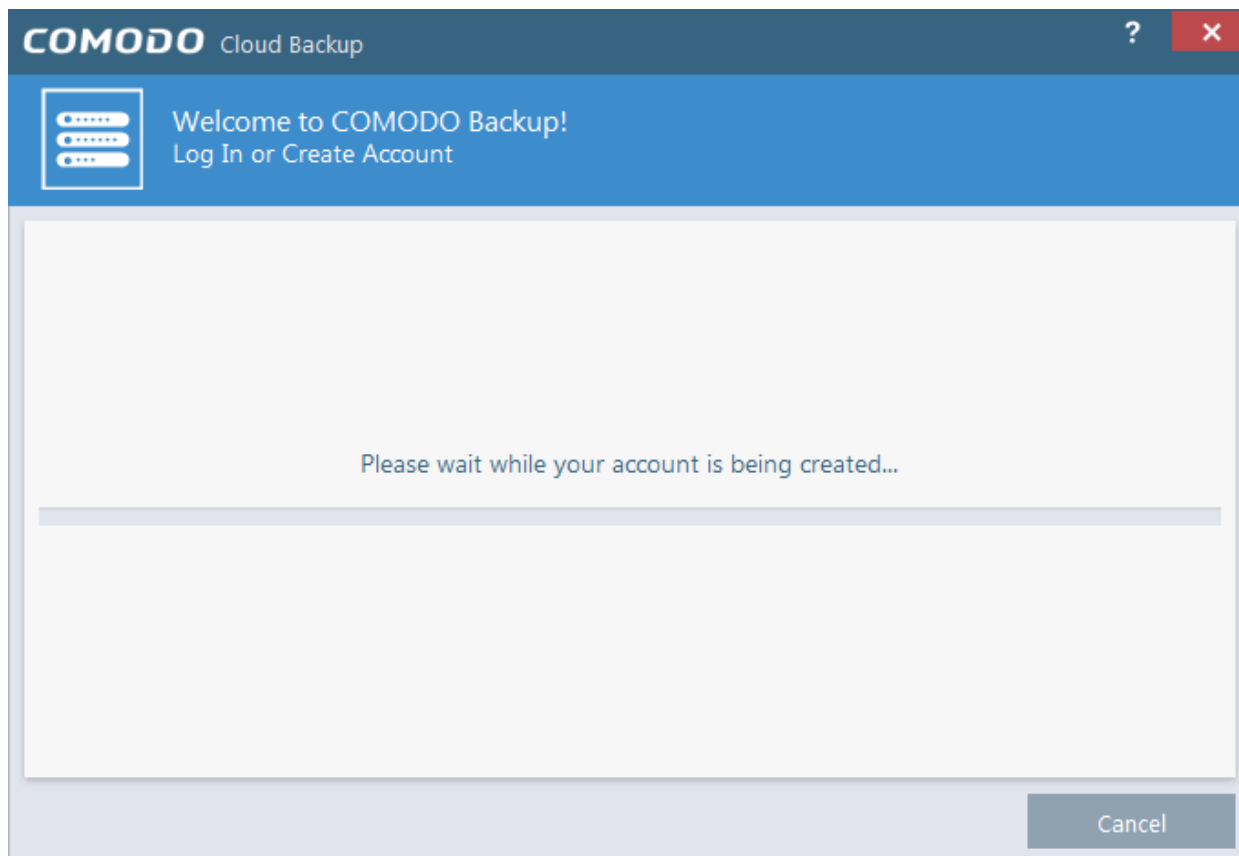 COMODO Cloud Backup ?
Welcome to COMODO Backup!
Log In or Create Account
Please wait while your account is being created...
Cancel